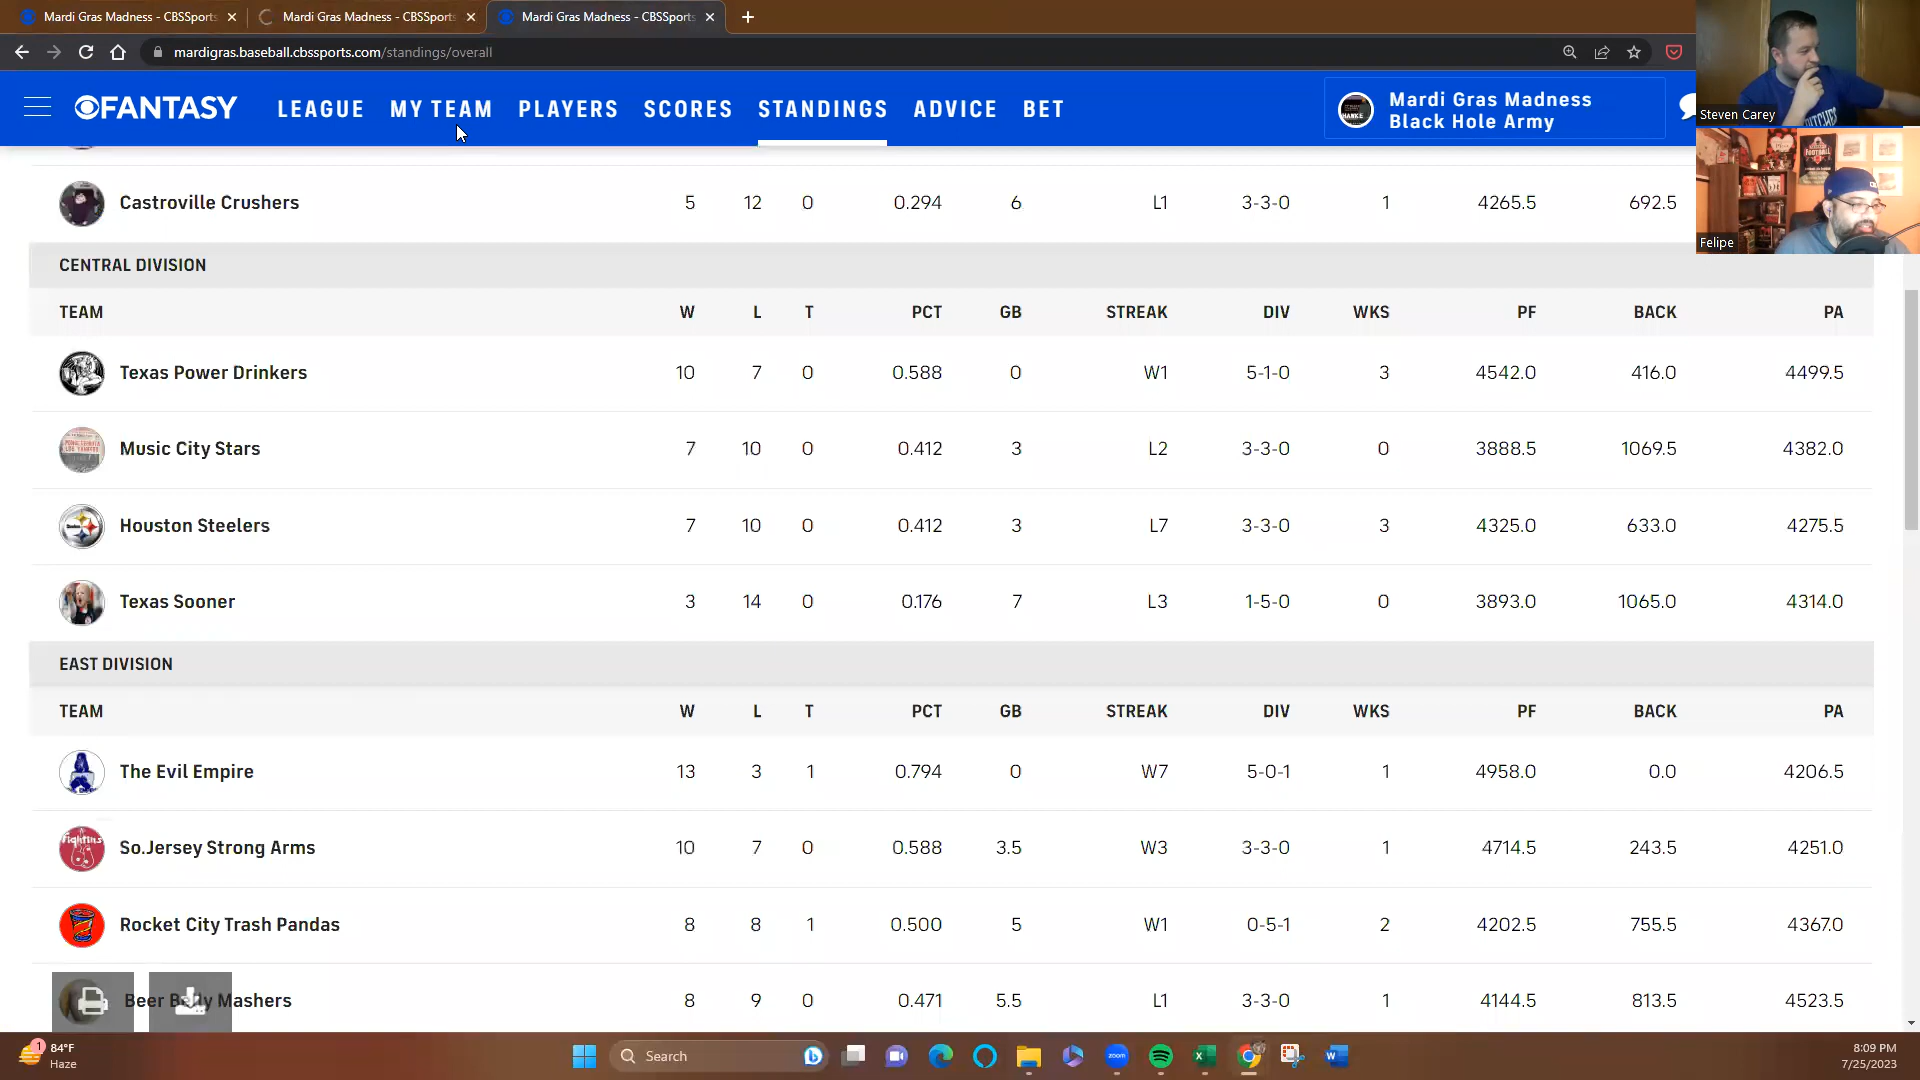 Mardi Gras Madness - CBSSports
Mardi Gras Madness - CBSSports
Mardi Gras Madness - CBSSports
mardigras.baseball.cbssports.com/standings/overall
FANTASY
LEAGUE MY TEAM PLAYERS SCORES STANDINGS ADVICE BET
Mardi Gras Madness
Black Hole Army
Steven Carey
Felipe
Castroville Crushers 5 12 0 0.294 6 L1 3-3-0 1 4265.5 692.5
CENTRAL DIVISION
TEAM W L T PCT GB STREAK DIV WKS PF BACK PA
Texas Power Drinkers 10 7 0 0.588 0 W1 5-1-0 3 4542.0 416.0 4499.5
Music City Stars 7 10 0 0.412 3 L2 3-3-0 0 3888.5 1069.5 4382.0
Houston Steelers 7 10 0 0.412 3 L7 3-3-0 3 4325.0 633.0 4275.5
Texas Sooner 3 14 0 0.176 7 L3 1-5-0 0 3893.0 1065.0 4314.0
EAST DIVISION
TEAM W L T PCT GB STREAK DIV WKS PF BACK PA
The Evil Empire 13 3 1 0.794 0 W7 5-0-1 1 4958.0 0.0 4206.5
So.Jersey Strong Arms 10 7 0 0.588 3.5 W3 3-3-0 1 4714.5 243.5 4251.0
Rocket City Trash Pandas 8 8 1 0.500 5 W1 0-5-1 2 4202.5 755.5 4367.0
Beer Belly Mashers 8 9 0 0.471 5.5 L1 3-3-0 1 4144.5 813.5 4523.5
1
84°F
Haze
Search
zoom
8:09 PM
7/25/2023